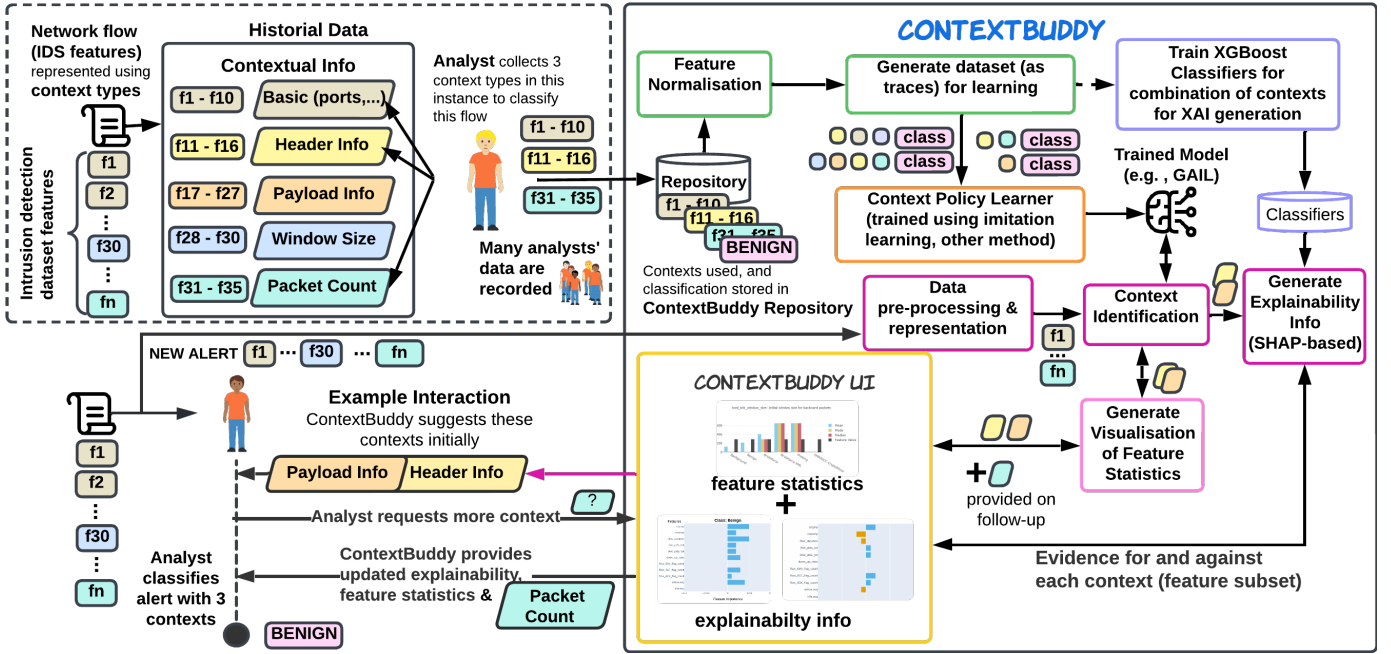 Network flow
(IDS features)
represented using
context types
Historial Data
Contextual Info
f1 - f10
Basic (ports,...)
f11 - f16
Header Info
f17 - f27
Payload Info
f28 - f30
Window Size
f31 - f35
Packet Count
Intrusion detection
dataset features
f1
f2
f30
fn
Analyst collects 3
context types in this
instance to classify
this flow
f1 - f10
f11 - f16
f31 - f35
Many analysts'
data are
recorded
CONTEXTBUDDY
Feature
Normalisation
Generate dataset (as
traces) for learning
Train XGBoost
Classifiers for
combination of contexts
for XAI generation
class
class
class
class
Repository
f1 - f10
f11 - f16
f31 - f35
BENIGN
Contexts used, and
classification stored in
ContextBuddy Repository
Context Policy Learner
(trained using imitation
learning, other method)
Trained Model
(e.g. , GAIL)
Classifiers
Data
pre-processing &
representation
f1
...
fn
Context
Identification
Generate
Explainability
Info
(SHAP-based)
Generate
Visualisation
of Feature
Statistics
+
provided on
follow-up
Evidence for and against
each context (feature subset)
CONTEXTBUDDY UI
feature statistics
+
Class: Benign
explainabilty info
NEW ALERT
f1
...
f30
...
fn
f1
f2
f30
fn
Example Interaction
ContextBuddy suggests these
contexts initially
Payload Info
Header Info
?
Analyst requests more context
ContextBuddy provides
updated explainability,
feature statistics &
Packet
Count
Analyst
classifies
alert with 3
contexts
BENIGN